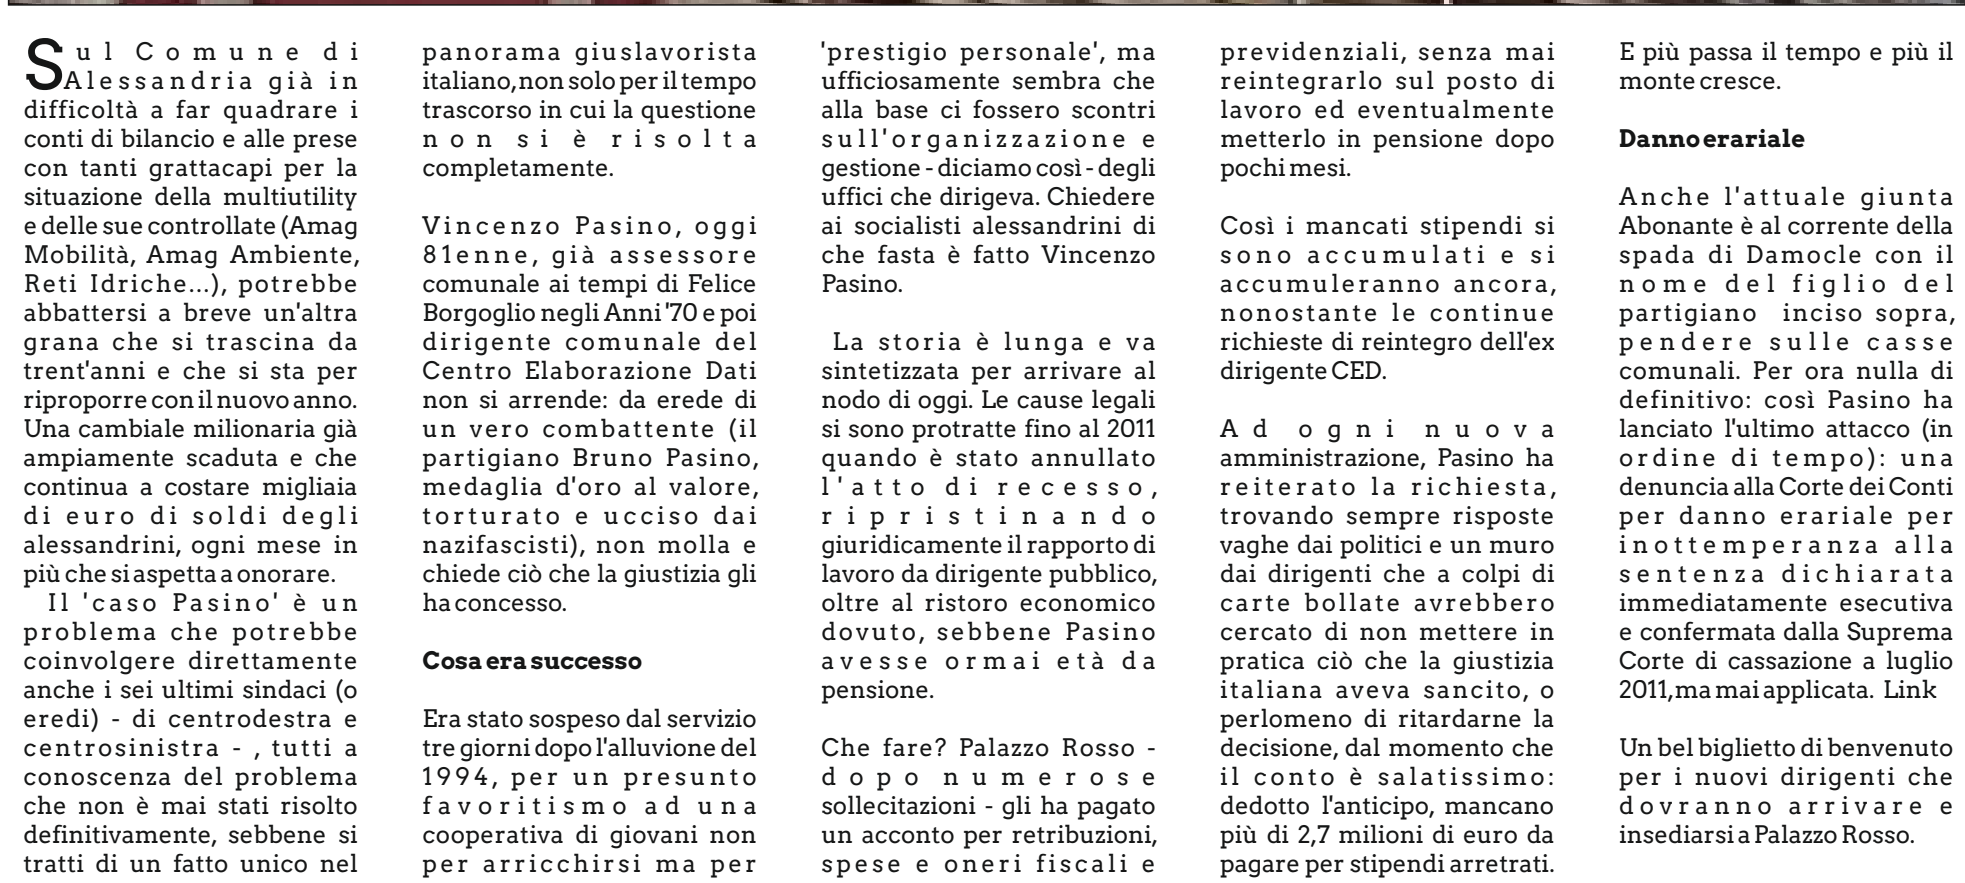 Sul Comune di
Alessandria già in
difficoltà a far quadrare i
conti di bilancio e alle prese
con tanti grattacapi per la
situazione della multiutility
e delle sue controllate (Amag
Mobilità, Amag Ambiente,
Reti Idriche...), potrebbe
abbattersi a breve un'altra
grana che si trascina da
trent'anni e che si sta per
riproporre con il nuovo anno.
Una cambiale milionaria già
ampiamente scaduta e che
continua a costare migliaia
di euro di soldi degli
alessandrini, ogni mese in
più che si aspetta a onorare.
Il 'caso Pasino' è un
problema che potrebbe
coinvolgere direttamente
anche i sei ultimi sindaci (o
eredi) - di centrodestra e
centrosinistra - , tutti a
conoscenza del problema
che non è mai stati risolto
definitivamente, sebbene si
tratti di un fatto unico nel
panorama giuslavorista
italiano, non solo per il tempo
trascorso in cui la questione
non si è risolta
completamente.
Vincenzo Pasino, oggi
81enne, già assessore
comunale ai tempi di Felice
Borgoglio negli Anni '70 e poi
dirigente comunale del
Centro Elaborazione Dati
non si arrende: da erede di
un vero combattente (il
partigiano Bruno Pasino,
medaglia d'oro al valore,
torturato e ucciso dai
nazifascisti), non molla e
chiede ciò che la giustizia gli
ha concesso.
Cosa era successo
Era stato sospeso dal servizio
tre giorni dopo l'alluvione del
1994, per un presunto
favoritismo ad una
cooperativa di giovani non
per arricchirsi ma per
'prestigio personale', ma
ufficiosamente sembra che
alla base ci fossero scontri
sull'organizzazione e
gestione - diciamo così - degli
uffici che dirigeva. Chiedere
ai socialisti alessandrini di
che fasta è fatto Vincenzo
Pasino.
La storia è lunga e va
sintetizzata per arrivare al
nodo di oggi. Le cause legali
si sono protratte fino al 2011
quando è stato annullato
l'atto di recesso,
ripristinando
giuridicamente il rapporto di
lavoro da dirigente pubblico,
oltre al ristoro economico
dovuto, sebbene Pasino
avesse ormai età da
pensione.
Che fare? Palazzo Rosso -
dopo numerose
sollecitazioni - gli ha pagato
un acconto per retribuzioni,
spese e oneri fiscali e
previdenziali, senza mai
reintegrarlo sul posto di
lavoro ed eventualmente
metterlo in pensione dopo
pochi mesi.
Così i mancati stipendi si
sono accumulati e si
accumuleranno ancora,
nonostante le continue
richieste di reintegro dell'ex
dirigente CED.
Ad ogni nuova
amministrazione, Pasino ha
reiterato la richiesta,
trovando sempre risposte
vaghe dai politici e un muro
dai dirigenti che a colpi di
carte bollate avrebbero
cercato di non mettere in
pratica ciò che la giustizia
italiana aveva sancito, o
perlomeno di ritardarne la
decisione, dal momento che
il conto è salatissimo:
dedotto l'anticipo, mancano
più di 2,7 milioni di euro da
pagare per stipendi arretrati.
E più passa il tempo e più il
monte cresce.
Danno erariale
Anche l'attuale giunta
Abonante è al corrente della
spada di Damocle con il
nome del figlio del
partigiano inciso sopra,
pendere sulle casse
comunali. Per ora nulla di
definitivo: così Pasino ha
lanciato l'ultimo attacco (in
ordine di tempo): una
denuncia alla Corte dei Conti
per danno erariale per
inottemperanza alla
sentenza dichiarata
immediatamente esecutiva
e confermata dalla Suprema
Corte di cassazione a luglio
2011, ma mai applicata. Link
Un bel biglietto di benvenuto
per i nuovi dirigenti che
dovranno arrivare e
insediarsi a Palazzo Rosso.